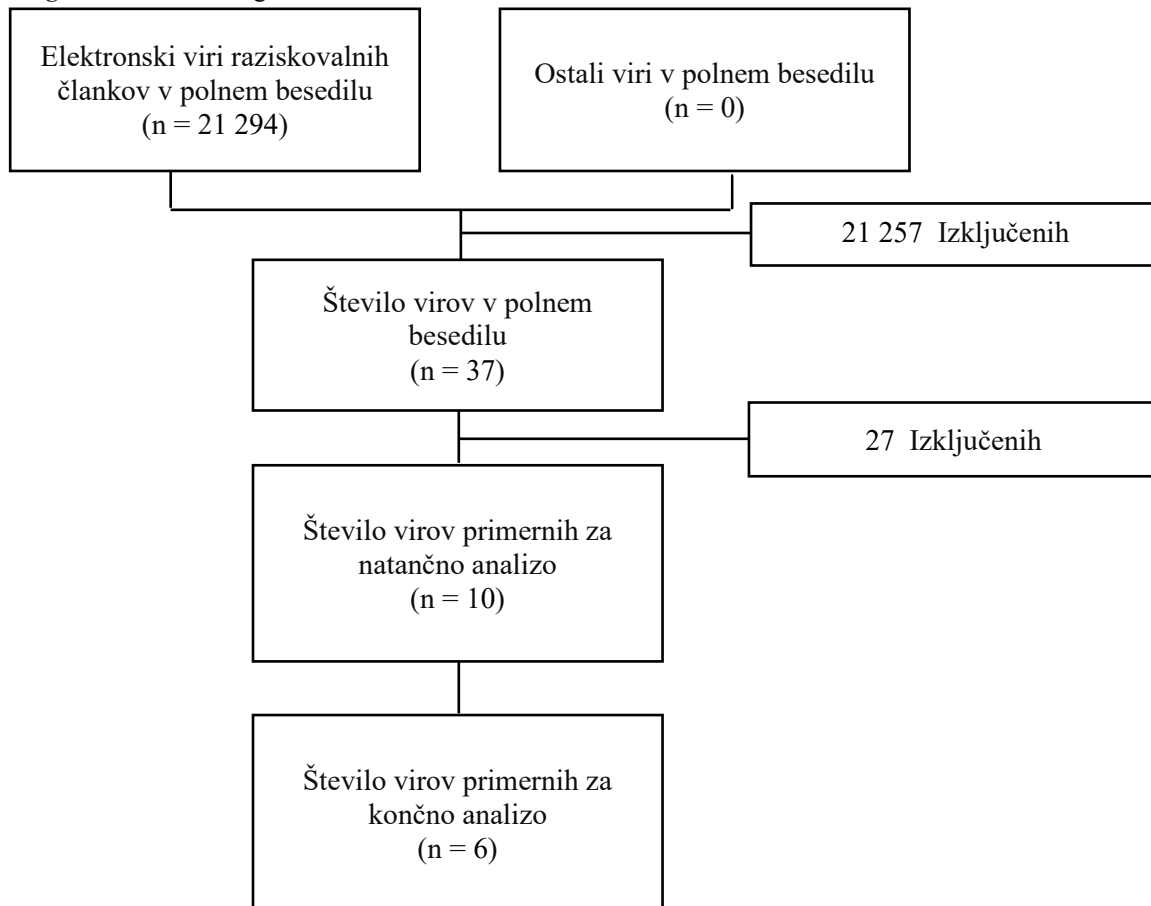 Elektronski viri raziskovalnih
člankov v polnem besedilu
(n = 21 294)
Ostali viri v polnem besedilu
(n = 0)
21 257 Izključenih
Število virov v polnem
besedilu
(n = 37)
27 Izključenih
Število virov primernih za
natančno analizo
(n = 10)
Število virov primernih za
končno analizo
(n = 6)